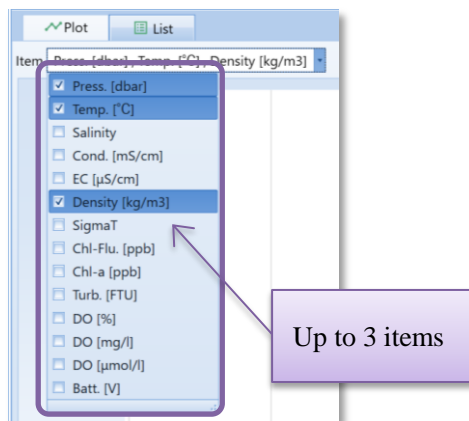 Plot
List
Item Press. [dbar], Temp. [°C], Density [kg/m3]
Press. [dbar]
Temp. [°C]
Salinity
Cond. [mS/cm]
EC [µS/cm]
Density [kg/m3]
SigmaT
Chl-Flu. [ppb]
Chl-a [ppb]
Turb. [FTU]
DO [%]
DO [mg/l]
DO [µmol/l]
Batt. [V]
Up to 3 items